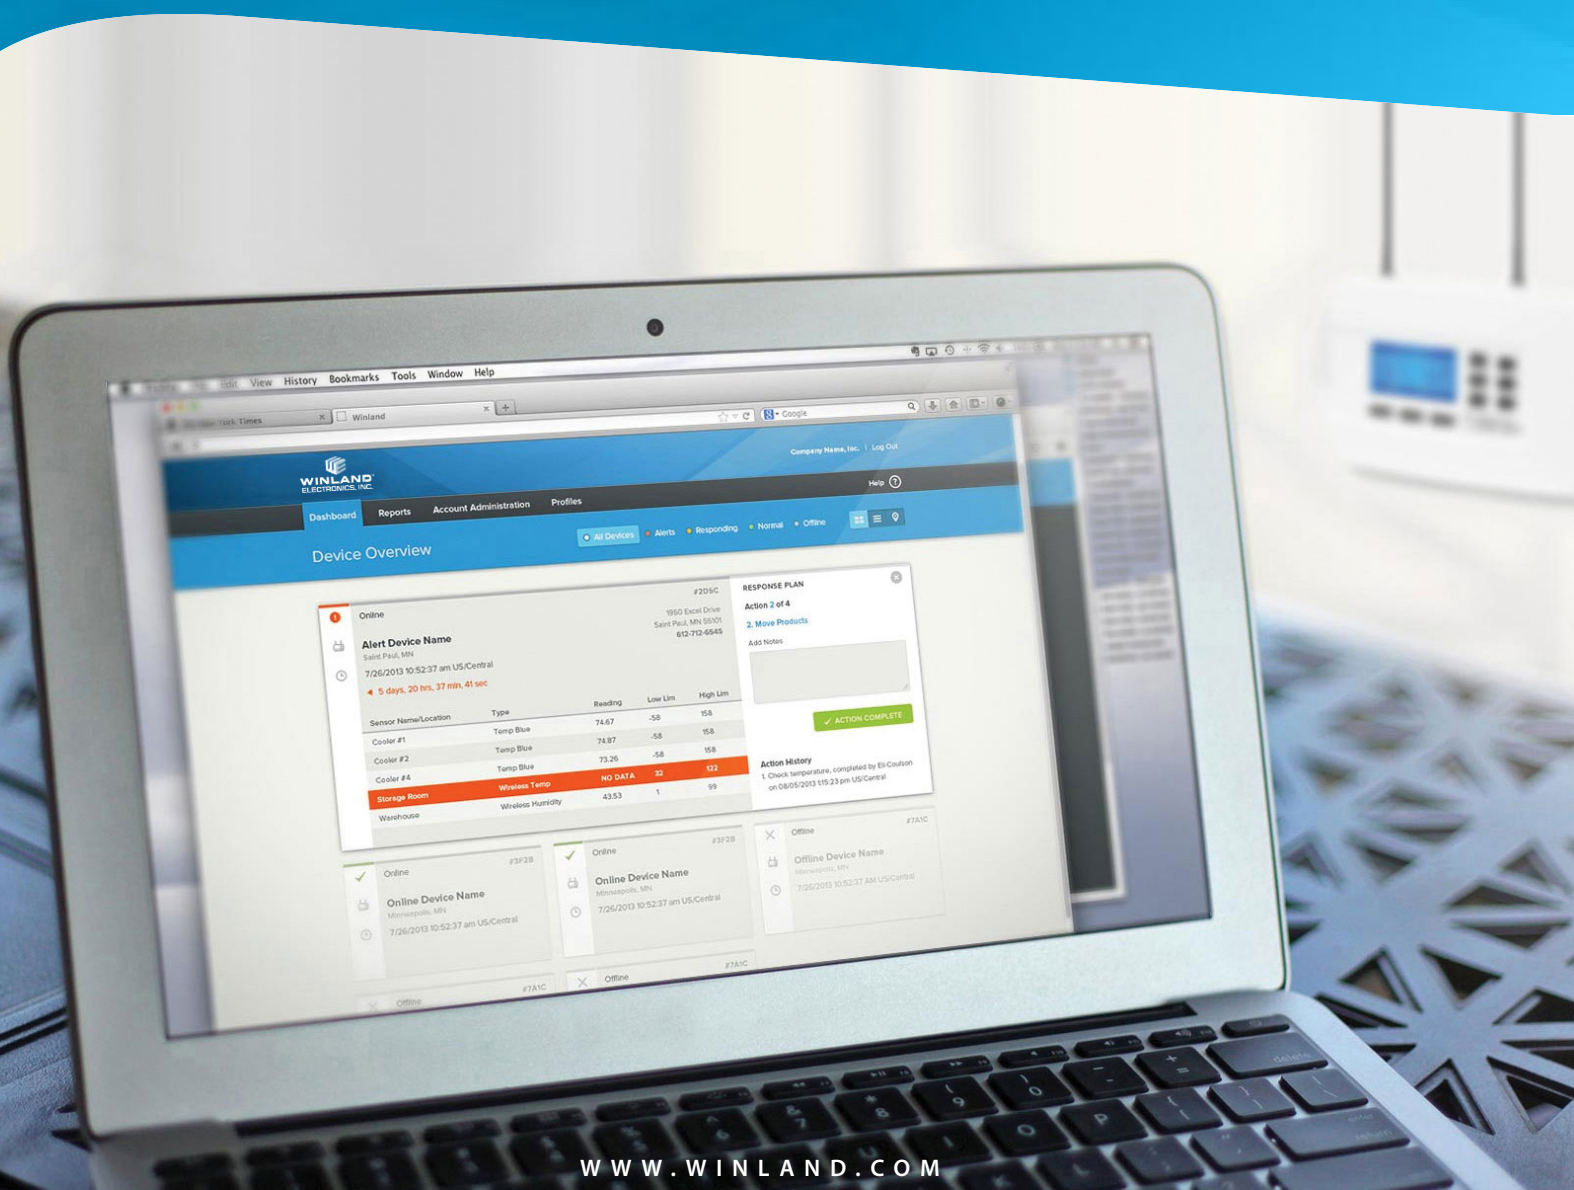 Edit View History Bookmarks Tools Window Help
York Times
Winland
Google
WINLAND
ELECTRONICS, INC.
Company Name, Inc. | Log Out
Dashboard Reports Account Administration Profiles
Help ?
Device Overview
All Devices Alerts Responding Normal Offline
! Online
#2D5C
Alert Device Name
Saint Paul, MN
7/26/2013 10:52:37 am US/Central
5 days, 20 hrs, 37 min, 41 sec
1950 Excel Drive
Saint Paul, MN 55101
612-712-6545
Sensor Name/Location Type Reading Low Lim High Lim
Cooler #1 Temp Blue 74.67 -58 158
Cooler #2 Temp Blue 74.87 -58 158
Cooler #4 Temp Blue 73.26 -58 158
Storage Room Wireless Temp NO DATA 32 122
Warehouse Wireless Humidity 43.53 1 99
RESPONSE PLAN
Action 2 of 4
2. Move Products
Add Notes
ACTION COMPLETE
Action History
1. Check temperature, completed by Eli Coulson
on 08/05/2013 1:15:23 pm US/Central
Online #3F2B
Online Device Name
Minneapolis, MN
7/26/2013 10:52:37 am US/Central
Online #3F2B
Online Device Name
Minneapolis, MN
7/26/2013 10:52:37 am US/Central
Offline #7A1C
Offline Device Name
Minneapolis, MN
7/26/2013 10:52:37 AM US/Central
Offline #7A1C
Offline #7A1C
delete
enter
return
WWW.WINLAND.COM